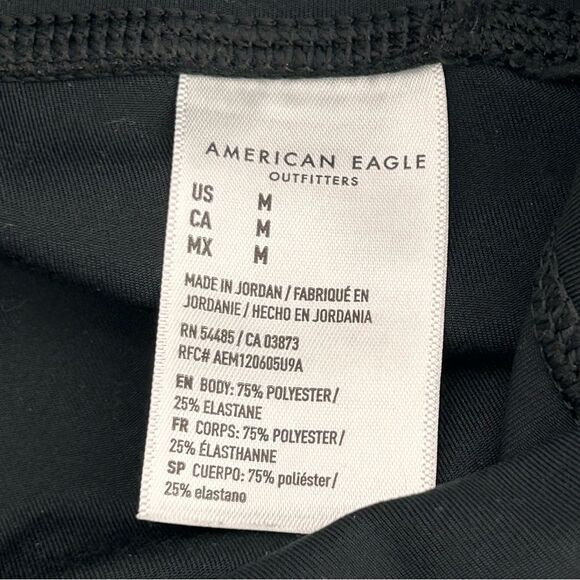 AMERICAN EAGLE
OUTFITTERS
US M
CA M
MX M
MADE IN JORDAN / FABRIQUÉ EN
JORDANIE / HECHO EN JORDANIA
RN 54485 / CA 03873
RFC# AEM120605U9A
EN BODY: 75% POLYESTER /
25% ELASTANE
FR CORPS: 75% POLYESTER /
25% ÉLASTHANNE
SP CUERPO: 75% poliéster /
25% elastano